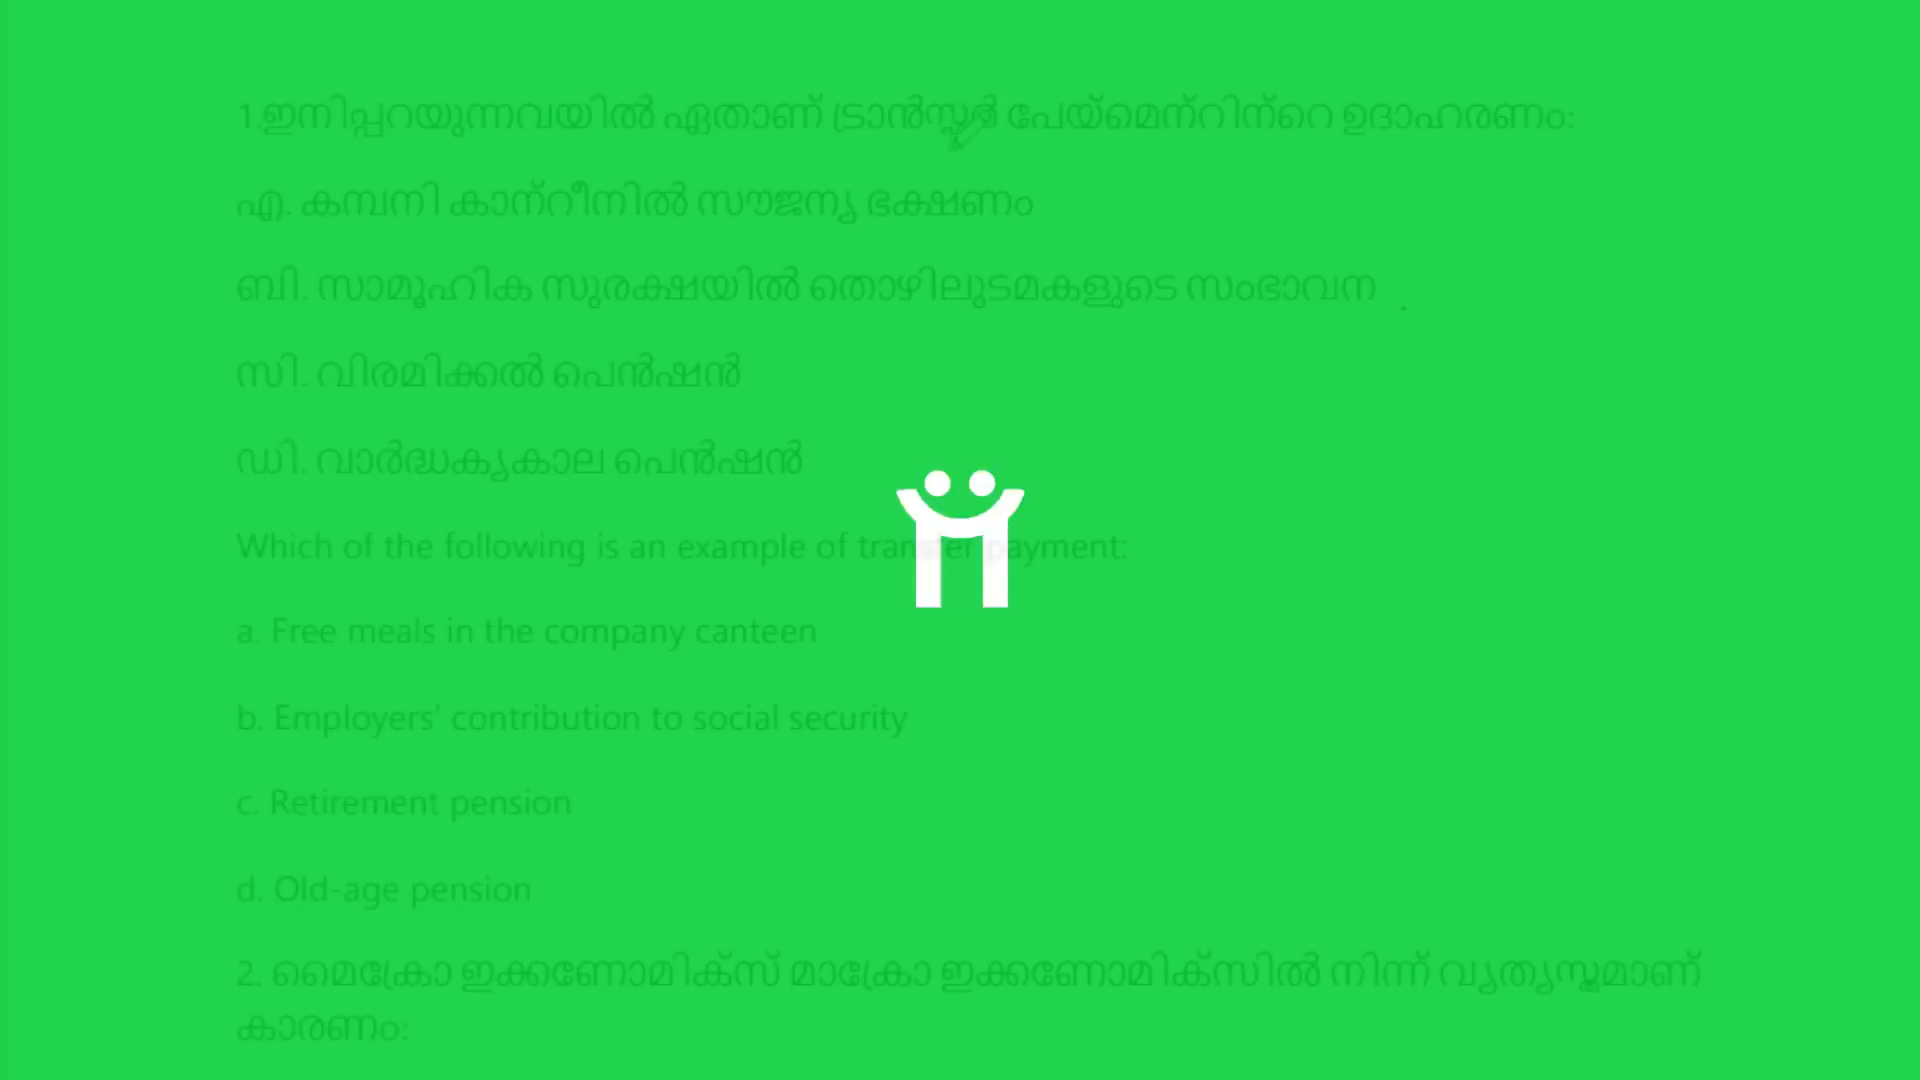 1.ഇനിപ്പറയുന്നവയിൽ ഏതാണ് ട്രാൻസ്ഫർ പേയ്മെന്റിന്റെ ഉദാഹരണം:
എ. കമ്പനി കാന്റീനിൽ സൗജന്യ ഭക്ഷണം
ബി. സാമൂഹിക സുരക്ഷയിൽ തൊഴിലുടമകളുടെ സംഭാവന
സി. വിരമിക്കൽ പെൻഷൻ
ഡി. വാർദ്ധക്യകാല പെൻഷൻ
Which of the following is an example of transfer payment:
a. Free meals in the company canteen
b. Employers' contribution to social security
c. Retirement pension
d. Old-age pension
2. മൈക്രോ ഇക്കണോമിക്സ് മാക്രോ ഇക്കണോമിക്സിൽ നിന്ന് വ്യത്യസ്തമാണ്
കാരണം: